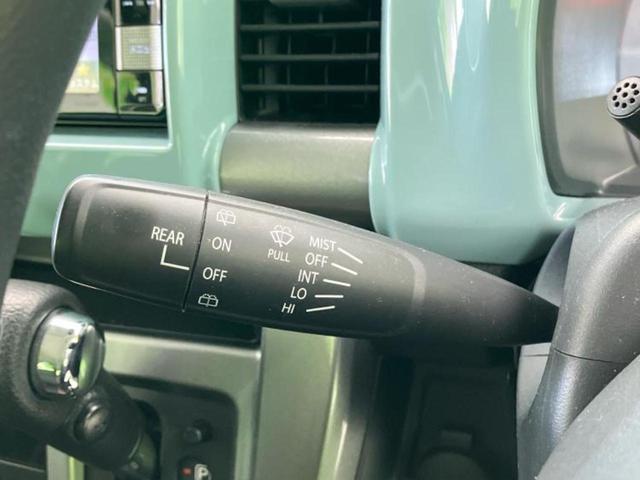 REAR
ON
OFF
PULL
MIST
OFF
INT
LO
HI
P